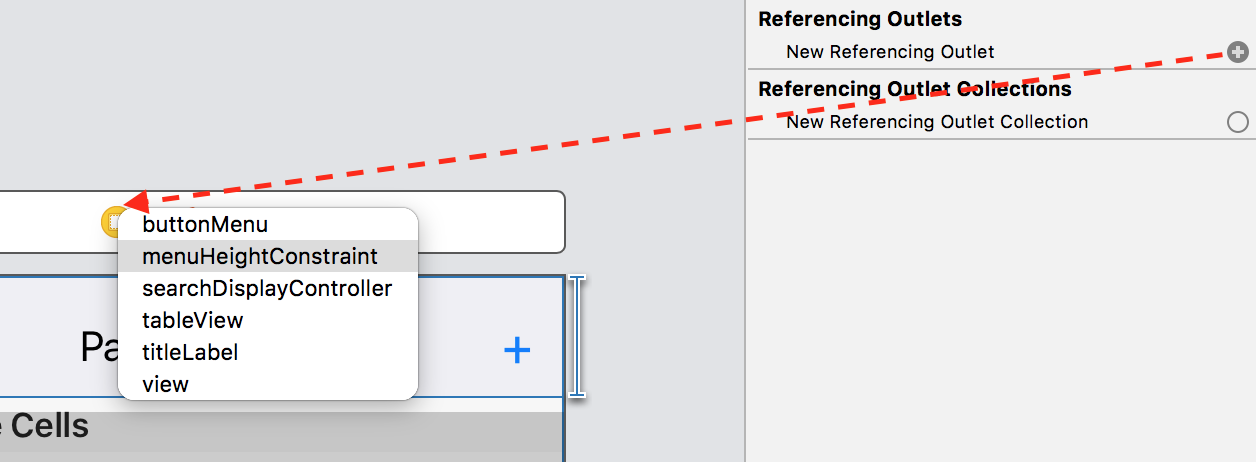 Referencing Outlets
New Referencing Outlet
Referencing Outlet Collections
New Referencing Outlet Collection
buttonMenu
menuHeightConstraint
searchDisplayController
tableView
titleLabel
view
Pa
+
Cells